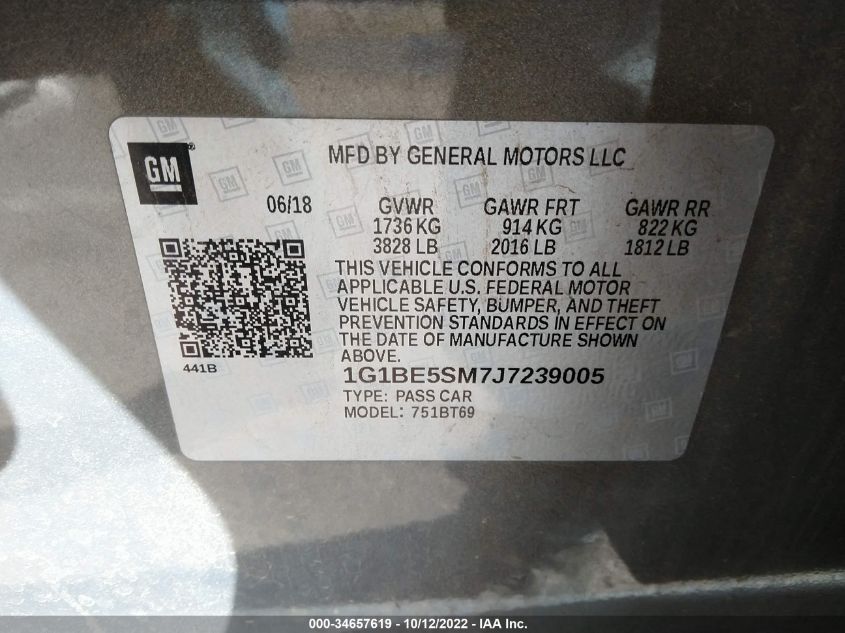 GM
MFD BY GENERAL MOTORS LLC
06/18 GVWR GAWR FRT GAWR RR
1736 KG 914 KG 822 KG
3828 LB 2016 LB 1812 LB
THIS VEHICLE CONFORMS TO ALL
APPLICABLE U.S. FEDERAL MOTOR
VEHICLE SAFETY, BUMPER, AND THEFT
PREVENTION STANDARDS IN EFFECT ON
THE DATE OF MANUFACTURE SHOWN
ABOVE.
441B
1G1BE5SM7J7239005
TYPE: PASS CAR
MODEL: 751BT69
000-34657619 - 10/12/2022 - IAA Inc.